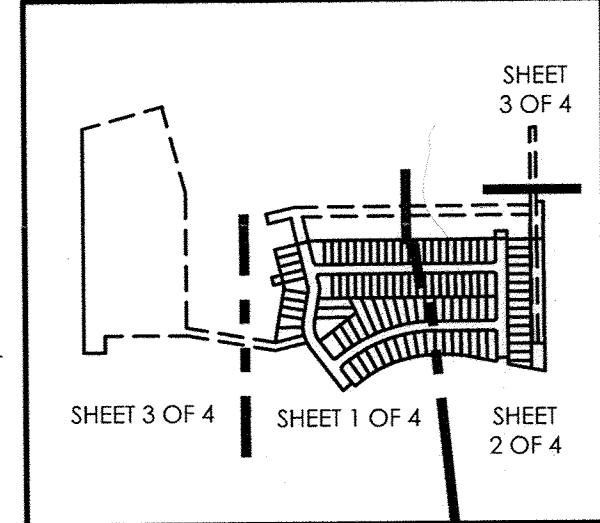 SHEET
3 OF 4
SHEET 3 OF 4
SHEET 1 OF 4
SHEET
2 OF 4